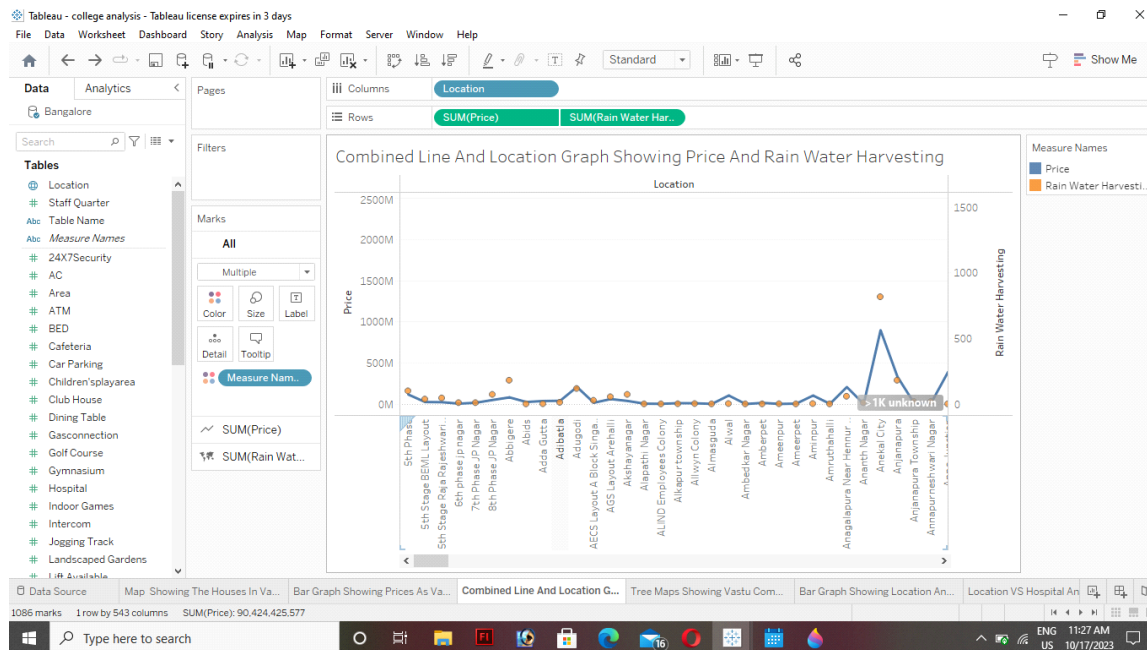 Tableau - college analysis - Tableau license expires in 3 days
File Data Worksheet Dashboard Story Analysis Map Format Server Window Help
Standard
Show Me
Data Analytics
Bangalore
Search
Tables
Location
# Staff Quarter
Abc Table Name
Abc Measure Names
# 24X7Security
# AC
# Area
# ATM
# BED
# Cafeteria
# Car Parking
# Children'splayarea
# Club House
# Dining Table
# Gasconnection
# Golf Course
# Gymnasium
# Hospital
# Indoor Games
# Intercom
# Jogging Track
# Landscaped Gardens
# Lift Available
Pages
Filters
Marks
All
Multiple
Color Size Label
Detail Tooltip
Measure Nam..
SUM(Price)
SUM(Rain Wat...
Columns Location
Rows SUM(Price) SUM(Rain Water Har..
Combined Line And Location Graph Showing Price And Rain Water Harvesting
Location
Price
2500M
2000M
1500M
1000M
500M
0M
1500
1000
500
0
Rain Water Harvesting
>1K unknown
5th Phase
5th Stage BEML Layout
5th Stage Raja Rajeshwari..
6th phase jp nagar
7th Phase JP Nagar
8th Phase JP Nagar
Abbigere
Abids
Adda Gutta
Adibatla
Adugodi
AECS Layout A Block Singa..
AGS Layout Arehalli
Akshayanagar
Alapathi Nagar
ALIND Employees Colony
Alkapur township
Allwyn Colony
Almasguda
Alwal
Ambedkar Nagar
Amberpet
Ameenpur
Ameerpet
Aminpur
Amruthahalli
Anagalapura Near Hennur..
Ananth Nagar
Anekal City
Anjanapura
Anjanapura Township
Annapurneshwari Nagar
Measure Names
Price
Rain Water Harvesti..
Data Source
Map Showing The Houses In Va...
Bar Graph Showing Prices As Va...
Combined Line And Location G...
Tree Maps Showing Vastu Com...
Bar Graph Showing Location An...
Location VS Hospital An
1086 marks 1 row by 543 columns SUM(Price): 90,424,425,577
Type here to search
Fl
16
ENG
US
11:27 AM
10/17/2023